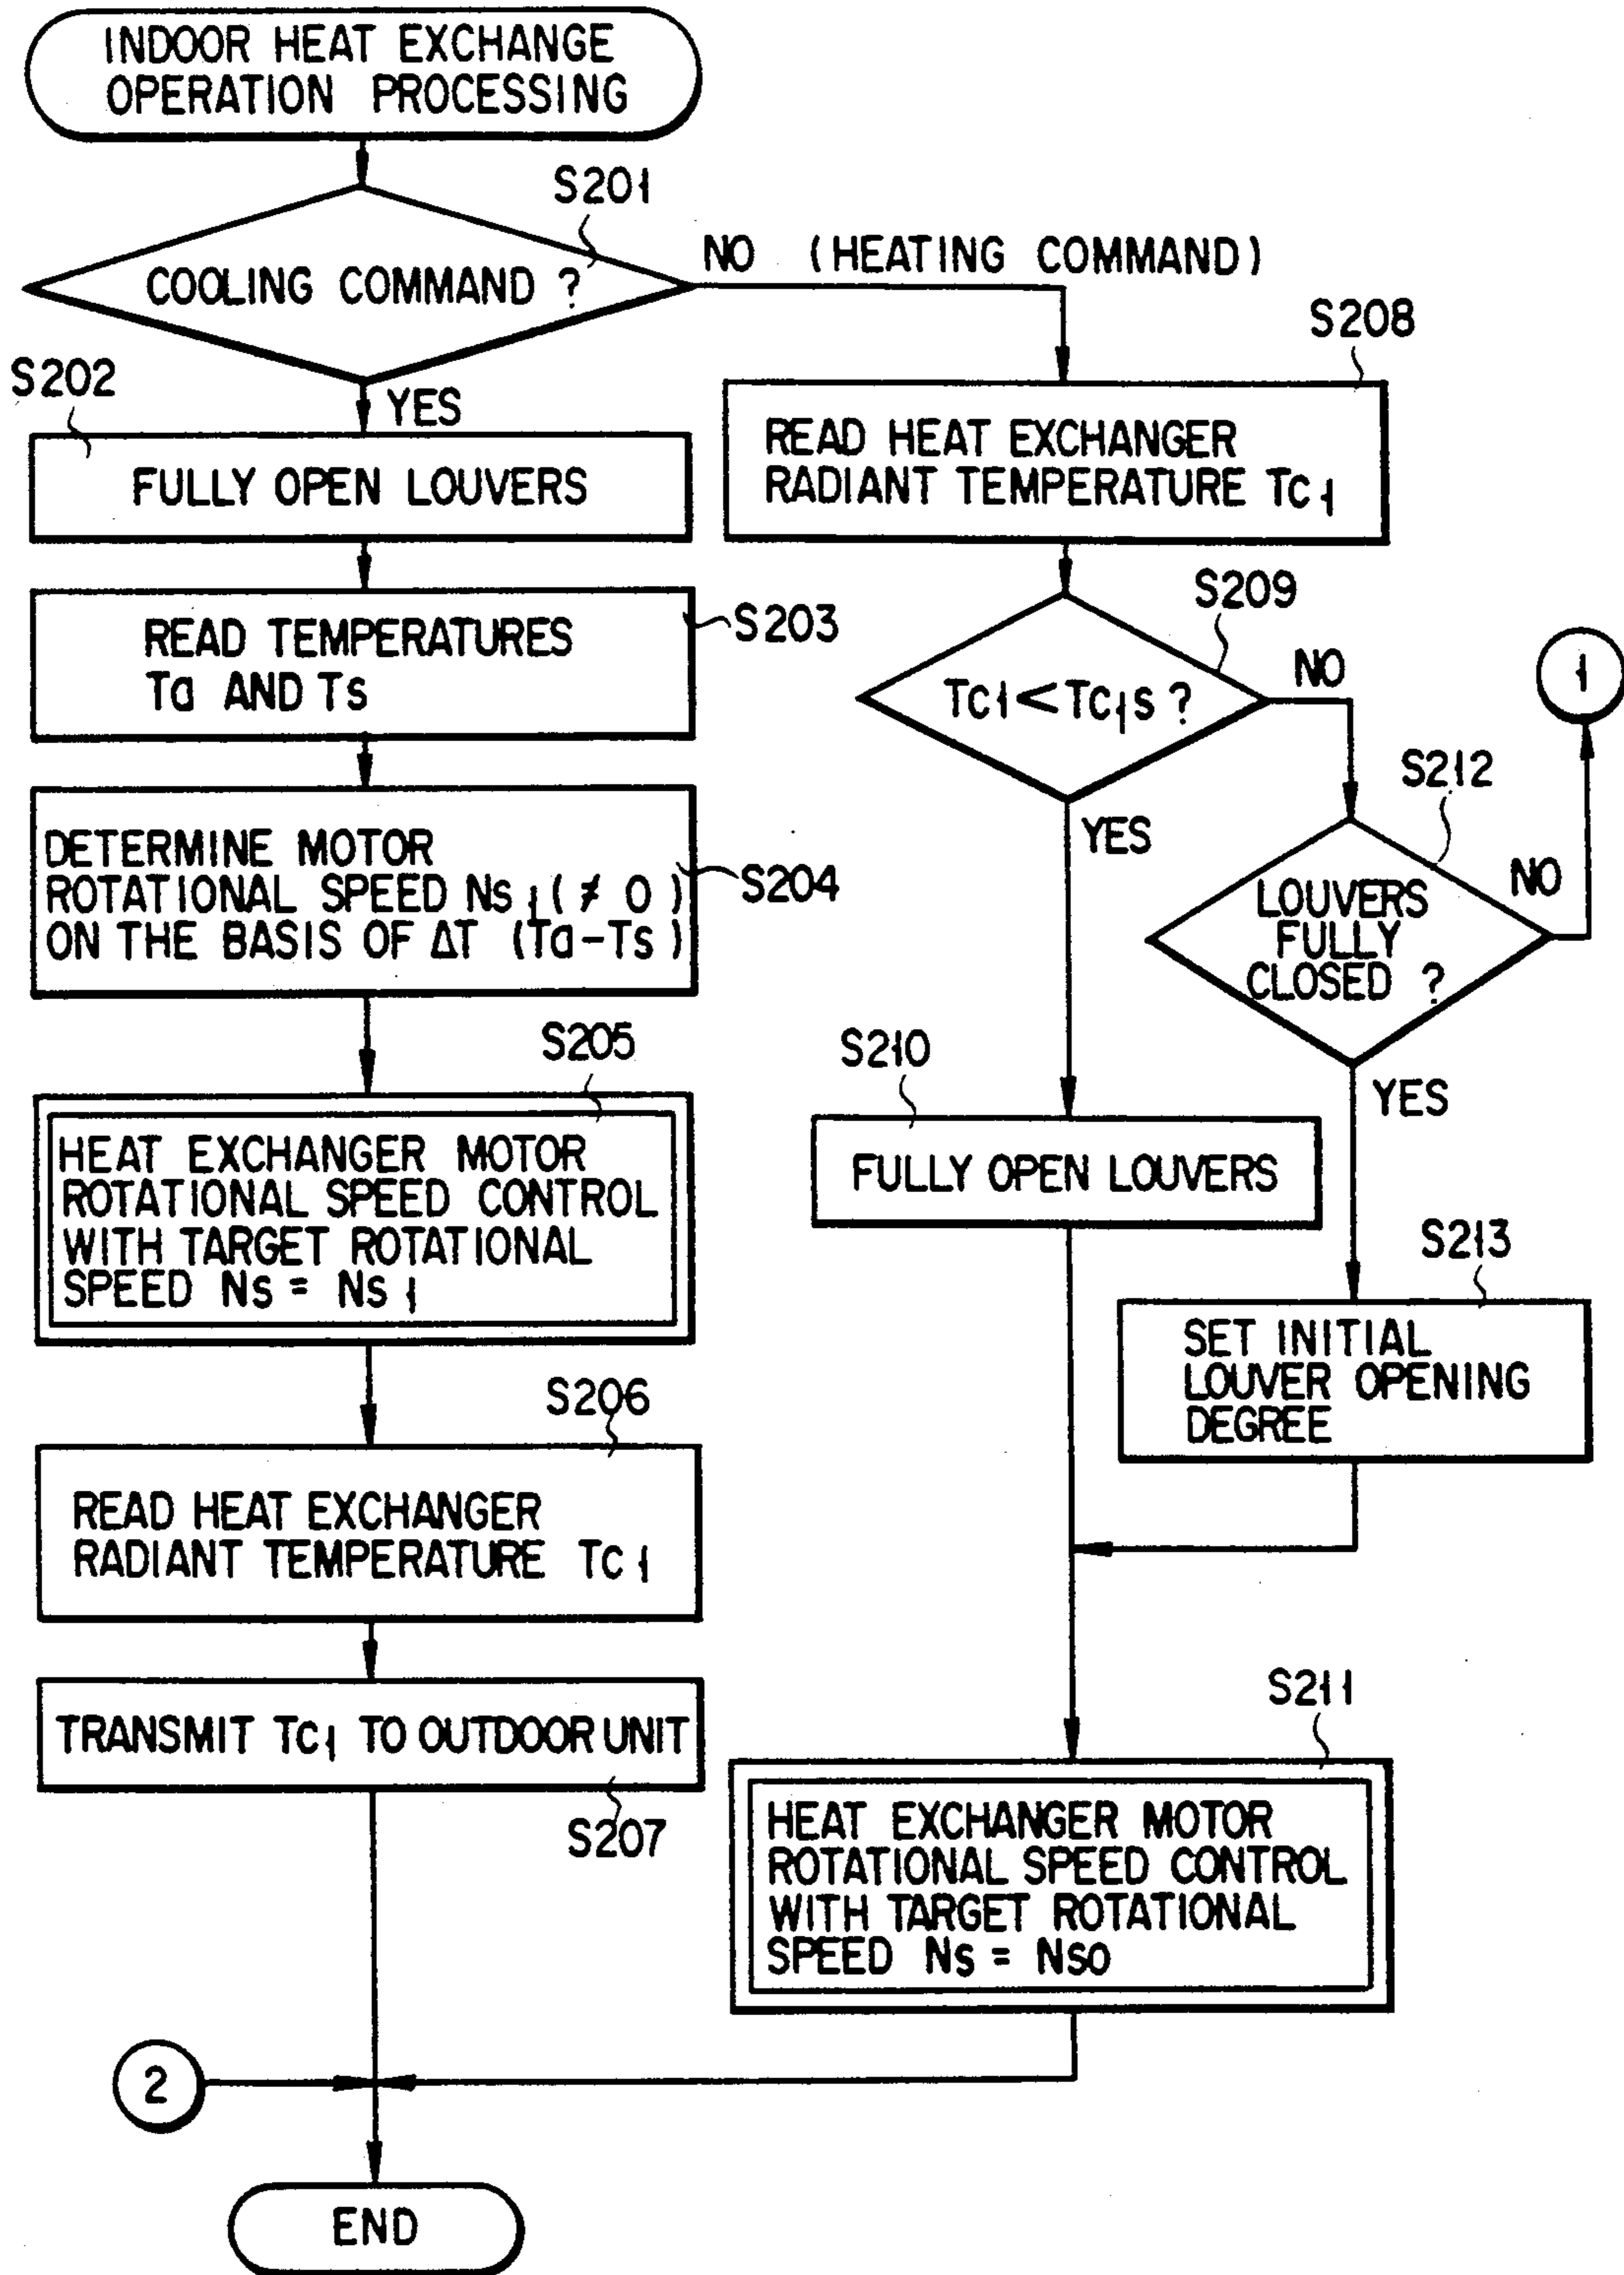 INDOOR HEAT EXCHANGE
OPERATION PROCESSING
S201
COOLING COMMAND ?
NO (HEATING COMMAND)
YES
S202
FULLY OPEN LOUVERS
READ TEMPERATURES
Ta AND Ts
S203
DETERMINE MOTOR
ROTATIONAL SPEED Ns1 (≠ 0)
ON THE BASIS OF ΔT (Ta-Ts)
S204
S205
HEAT EXCHANGER MOTOR
ROTATIONAL SPEED CONTROL
WITH TARGET ROTATIONAL
SPEED Ns = Ns1
S206
READ HEAT EXCHANGER
RADIANT TEMPERATURE Tc1
TRANSMIT Tc1 TO OUTDOOR UNIT
S207
S208
READ HEAT EXCHANGER
RADIANT TEMPERATURE Tc1
S209
Tc1 < Tc1s ?
NO
YES
1
S212
LOUVERS
FULLY
CLOSED ?
NO
YES
S210
FULLY OPEN LOUVERS
S213
SET INITIAL
LOUVER OPENING
DEGREE
S211
HEAT EXCHANGER MOTOR
ROTATIONAL SPEED CONTROL
WITH TARGET ROTATIONAL
SPEED Ns = Nso
2
END